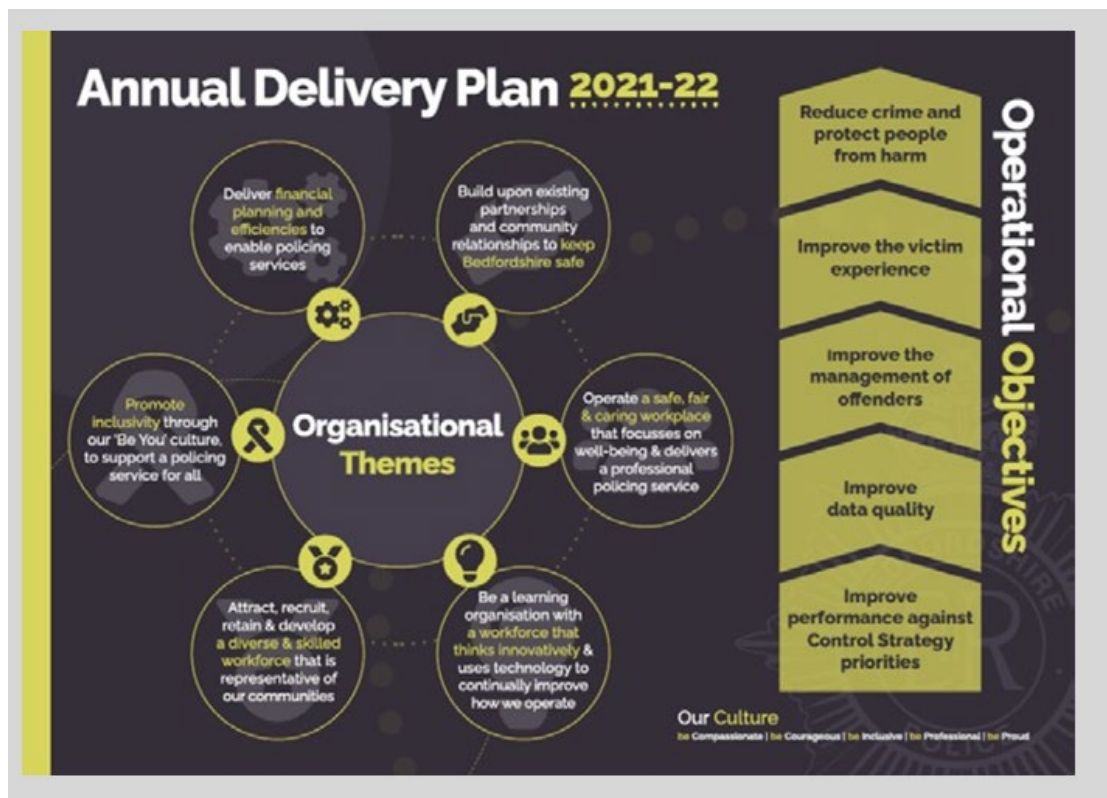 Annual Delivery Plan 2021-22
Deliver financial
planning and
efficiencies to
enable policing
services
Build upon existing
partnerships
and community
relationships to keep
Bedfordshire safe
Promote
inclusivity through
our 'Be You' culture,
to support a policing
service for all
Organisational
Themes
Operate a safe, fair
& caring workplace
that focusses on
well-being & delivers
a professional
policing service
Attract, recruit,
retain & develop
a diverse & skilled
workforce that is
representative of
our communities
Be a learning
organisation with
a workforce that
thinks innovatively &
uses technology to
continually improve
how we operate
Reduce crime and
protect people
from harm
Improve the victim
experience
Improve the
management of
offenders
Improve
data quality
Improve
performance against
Control Strategy
priorities
Operational Objectives
Our Culture
be Compassionate | be Courageous | be Inclusive | be Professional | be Proud